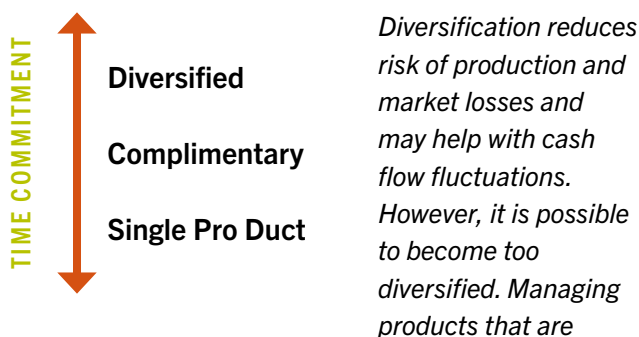 TIME COMMITMENT
Diversified
Complimentary
Single Pro Duct
Diversification reduces
risk of production and
market losses and
may help with cash
flow fluctuations.
However, it is possible
to become too
diversified. Managing
products that are